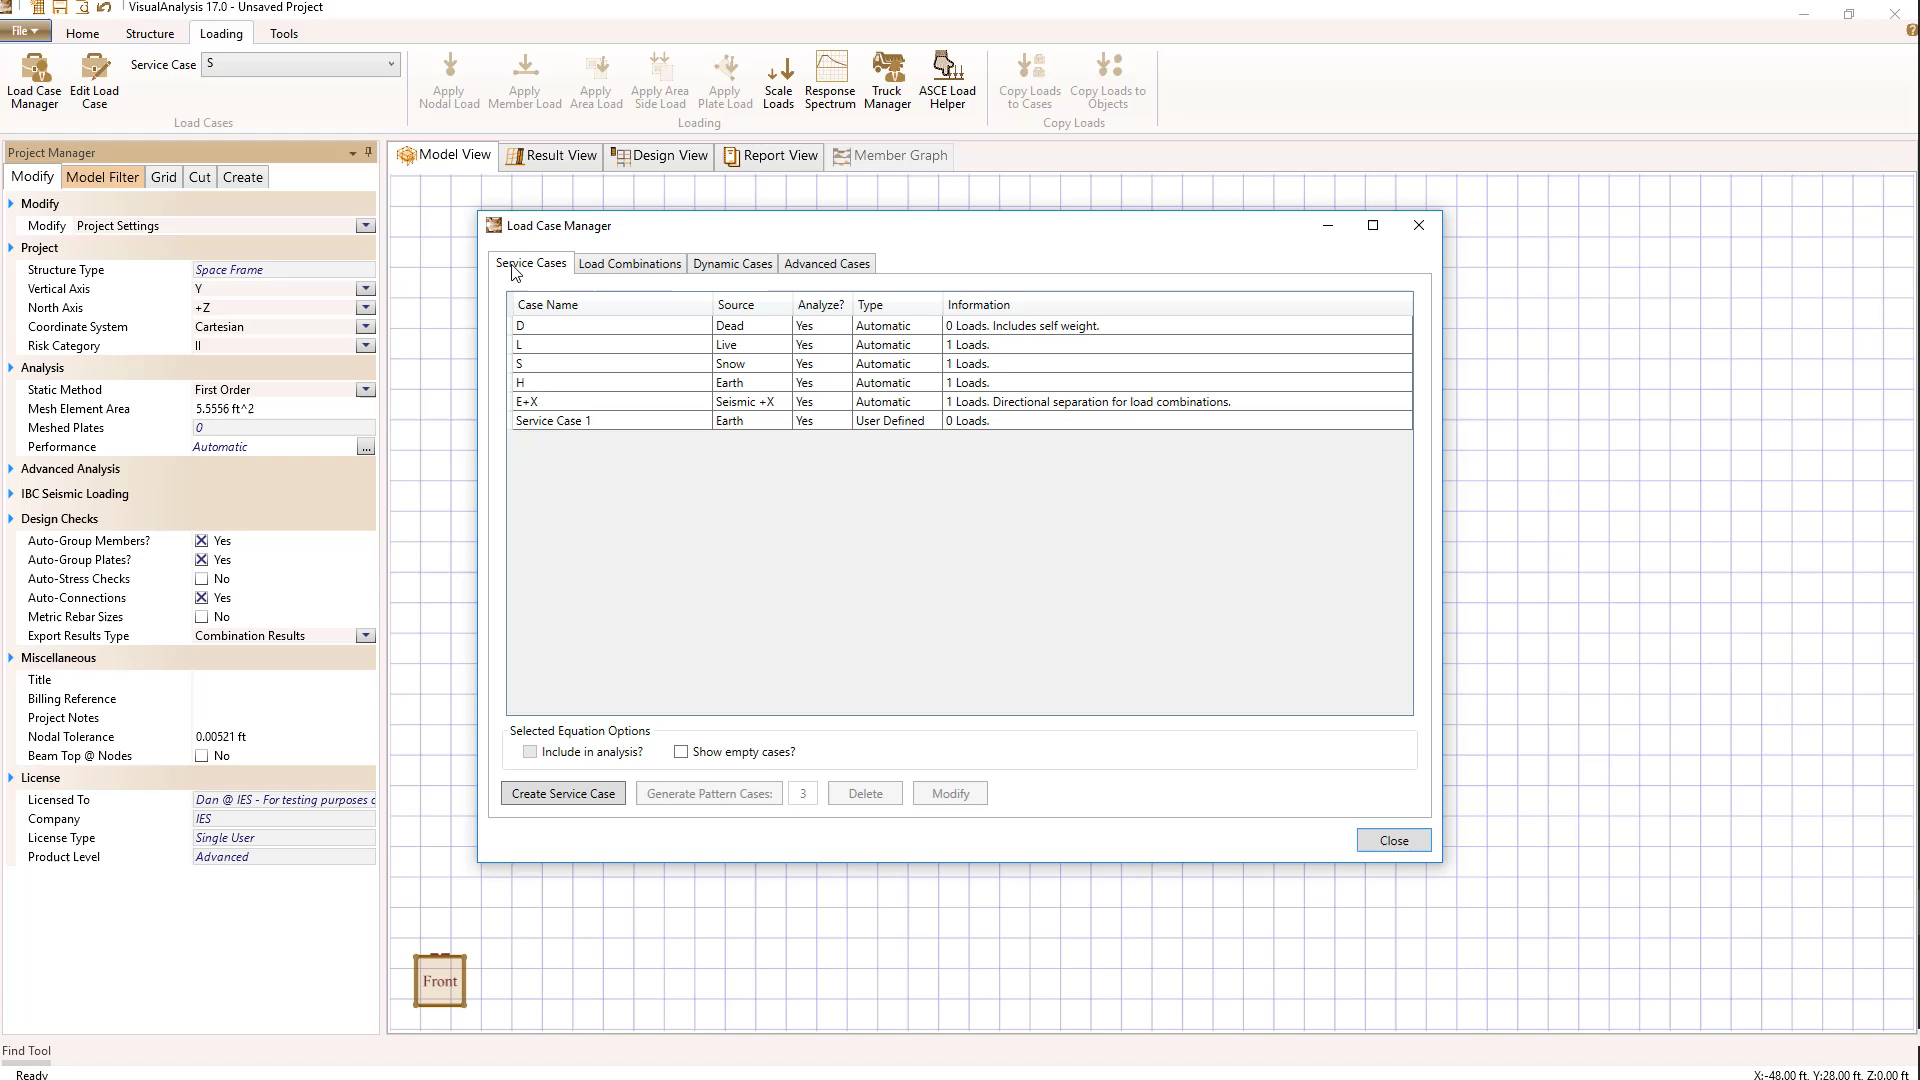 VisualAnalysis 17.0 - Unsaved Project
File Home Structure Loading Tools
Load Case Manager
Edit Load Case
Service Case S
Load Cases
Apply Nodal Load
Apply Member Load
Apply Area Load
Apply Area Side Load
Apply Plate Load
Scale Loads
Response Spectrum
Truck Manager
ASCE Load Helper
Loading
Copy Loads to Cases
Copy Loads to Objects
Copy Loads
Project Manager
Modify Model Filter Grid Cut Create
Modify
Modify Project Settings
Project
Structure Type Space Frame
Vertical Axis Y
North Axis +Z
Coordinate System Cartesian
Risk Category II
Analysis
Static Method First Order
Mesh Element Area 5.5556 ft^2
Meshed Plates 0
Performance Automatic ...
Advanced Analysis
IBC Seismic Loading
Design Checks
Auto-Group Members? Yes
Auto-Group Plates? Yes
Auto-Stress Checks No
Auto-Connections Yes
Metric Rebar Sizes No
Export Results Type Combination Results
Miscellaneous
Title
Billing Reference
Project Notes
Nodal Tolerance 0.00521 ft
Beam Top @ Nodes No
License
Licensed To Dan @ IES - For testing purposes c
Company IES
License Type Single User
Product Level Advanced
Model View Result View Design View Report View Member Graph
Load Case Manager
Service Cases Load Combinations Dynamic Cases Advanced Cases
Case Name Source Analyze? Type Information
D Dead Yes Automatic 0 Loads. Includes self weight.
L Live Yes Automatic 1 Loads.
S Snow Yes Automatic 1 Loads.
H Earth Yes Automatic 1 Loads.
E+X Seismic +X Yes Automatic 1 Loads. Directional separation for load combinations.
Service Case 1 Earth Yes User Defined 0 Loads.
Selected Equation Options
Include in analysis? Show empty cases?
Create Service Case Generate Pattern Cases: 3 Delete Modify
Close
Front
Find Tool
Ready X:-48.00 ft, Y:28.00 ft, Z:0.00 ft